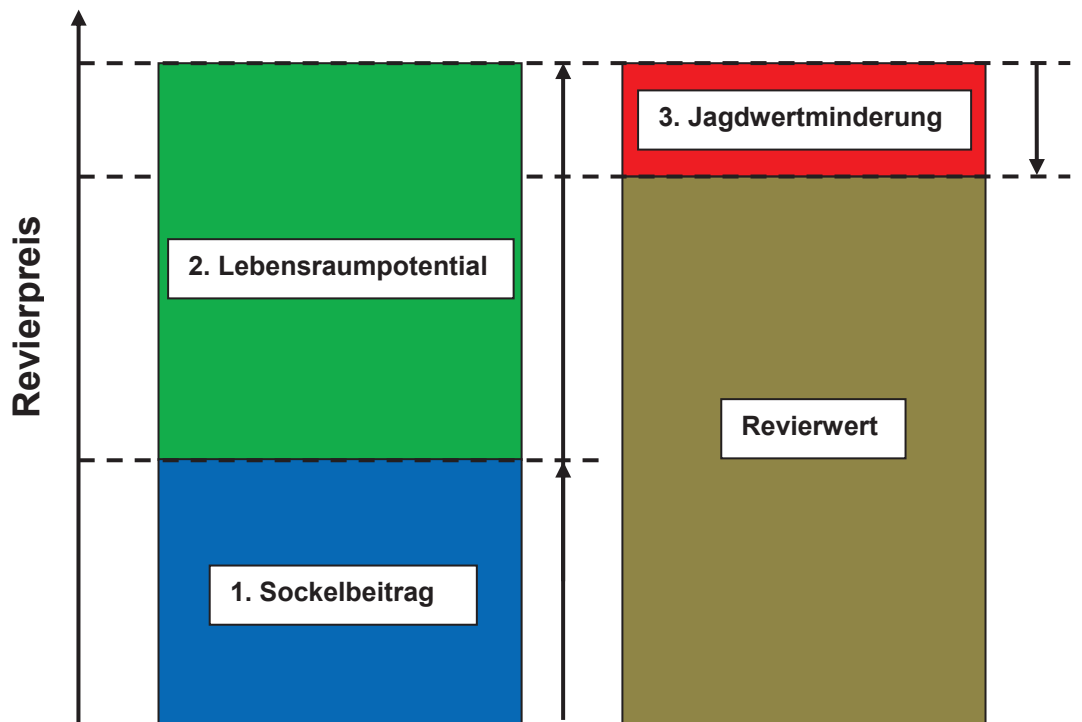 Revierpreis
3. Jagdwertminderung
2. Lebensraumpotential
Revierwert
1. Sockelbeitrag